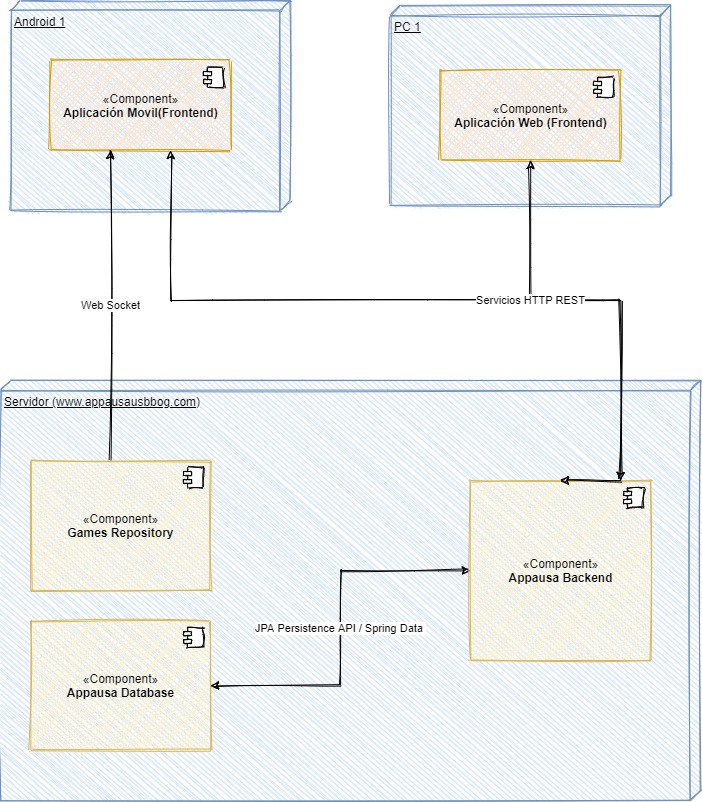 Android 1
PC 1
«Component»
Aplicación Movil(Frontend)
«Component»
Aplicación Web (Frontend)
Web Socket
Servicios HTTP REST
Servidor (www.appausausbbog.com)
«Component»
Games Repository
«Component»
Appausa Backend
JPA Persistence API / Spring Data
«Component»
Appausa Database